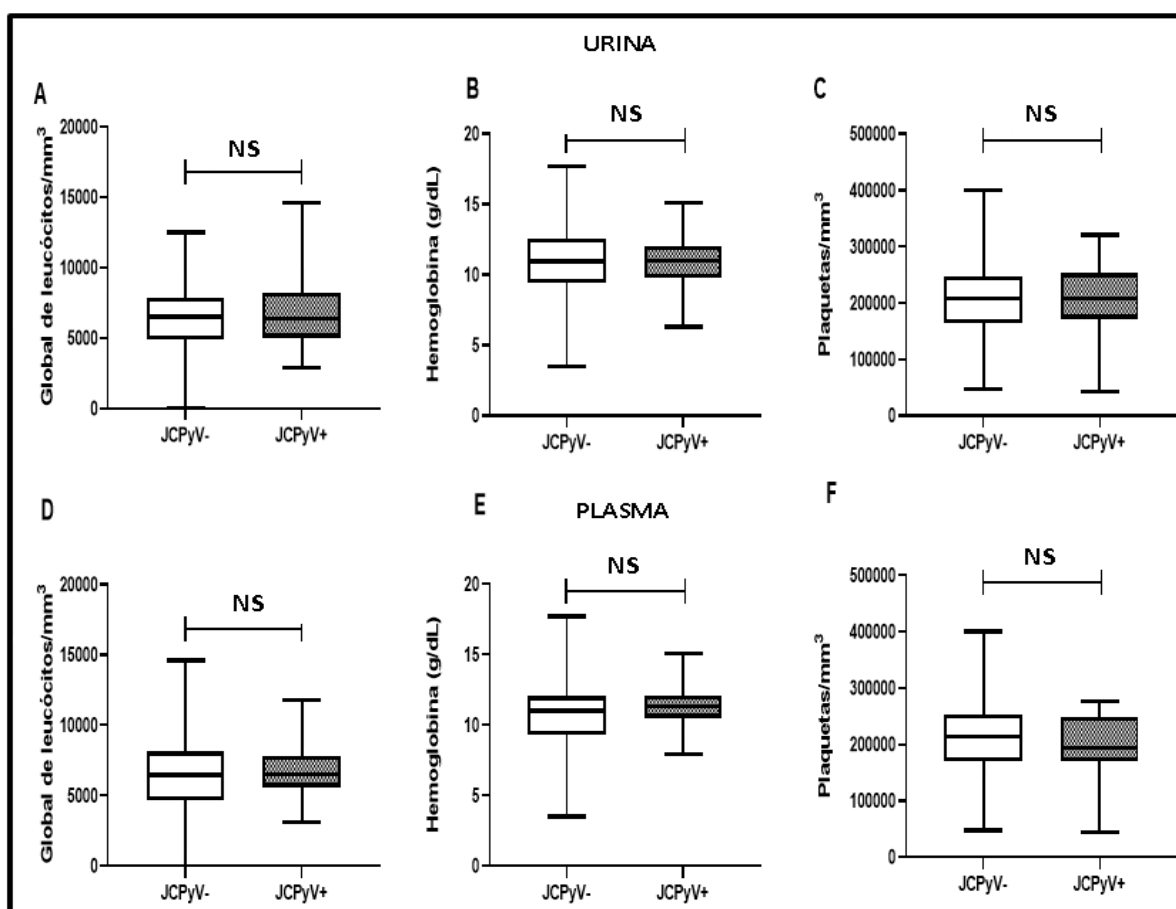 URINA
A
Global de leucócitos/mm³
20000
15000
10000
5000
0
NS
JCPyV-
JCPyV+
B
Hemoglobina (g/dL)
20
15
10
5
0
NS
JCPyV-
JCPyV+
C
Plaquetas/mm³
500000
400000
300000
200000
100000
0
NS
JCPyV-
JCPyV+
PLASMA
D
Global de leucócitos/mm³
20000
15000
10000
5000
0
NS
JCPyV-
JCPyV+
E
Hemoglobina (g/dL)
20
15
10
5
0
NS
JCPyV-
JCPyV+
F
Plaquetas/mm³
500000
400000
300000
200000
100000
0
NS
JCPyV-
JCPyV+